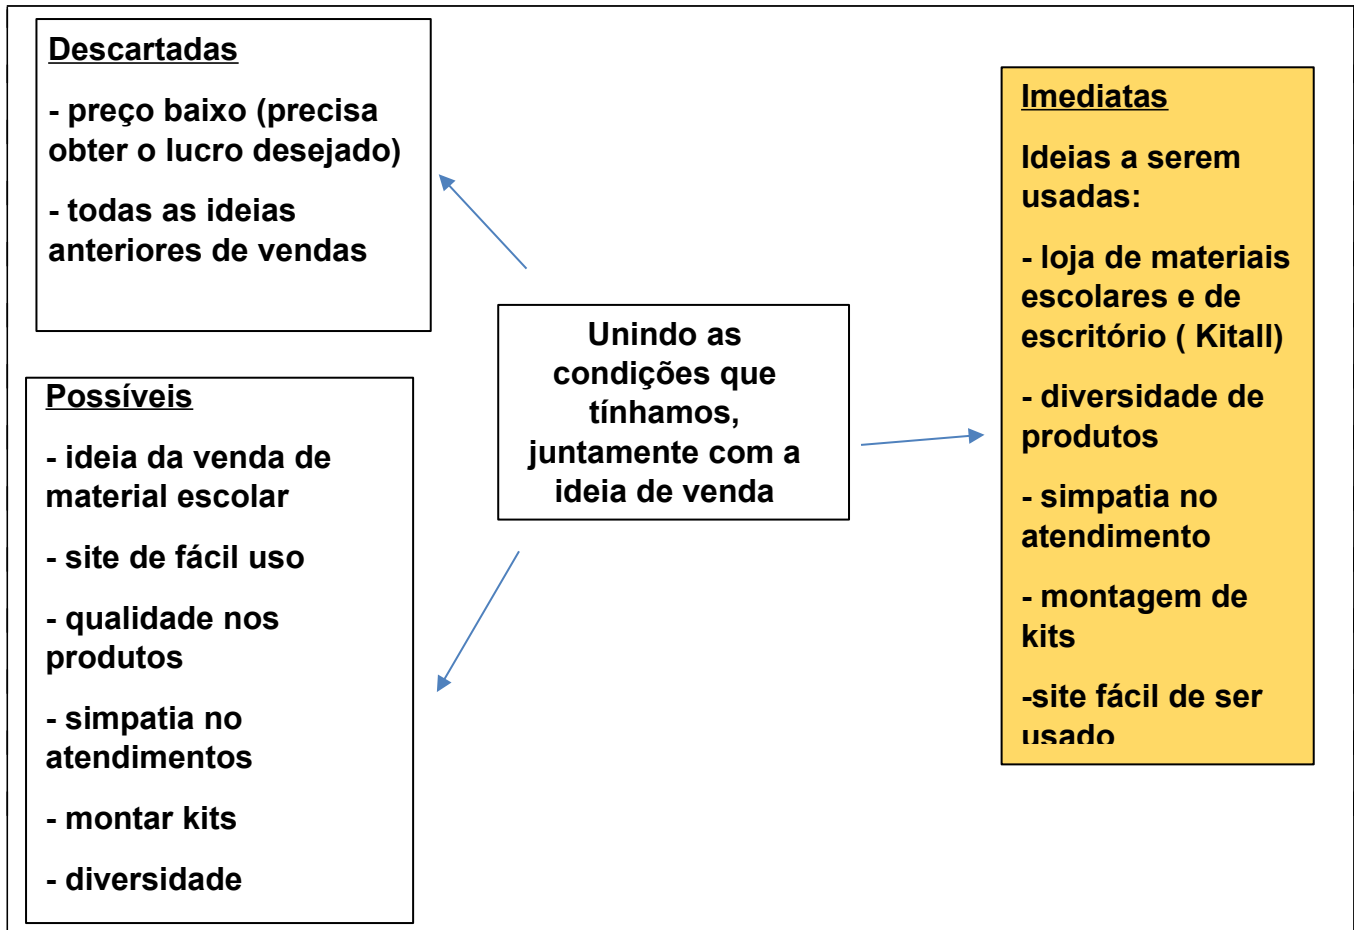 Descartadas
- preço baixo (precisa
obter o lucro desejado)
- todas as ideias
anteriores de vendas
Possíveis
- ideia da venda de
material escolar
- site de fácil uso
- qualidade nos
produtos
- simpatia no
atendimentos
- montar kits
- diversidade
Unindo as
condições que
tínhamos,
juntamente com a
ideia de venda
Imediatas
Ideias a serem
usadas:
- loja de materiais
escolares e de
escritório ( Kitall)
- diversidade de
produtos
- simpatia no
atendimento
- montagem de
kits
-site fácil de ser
usado